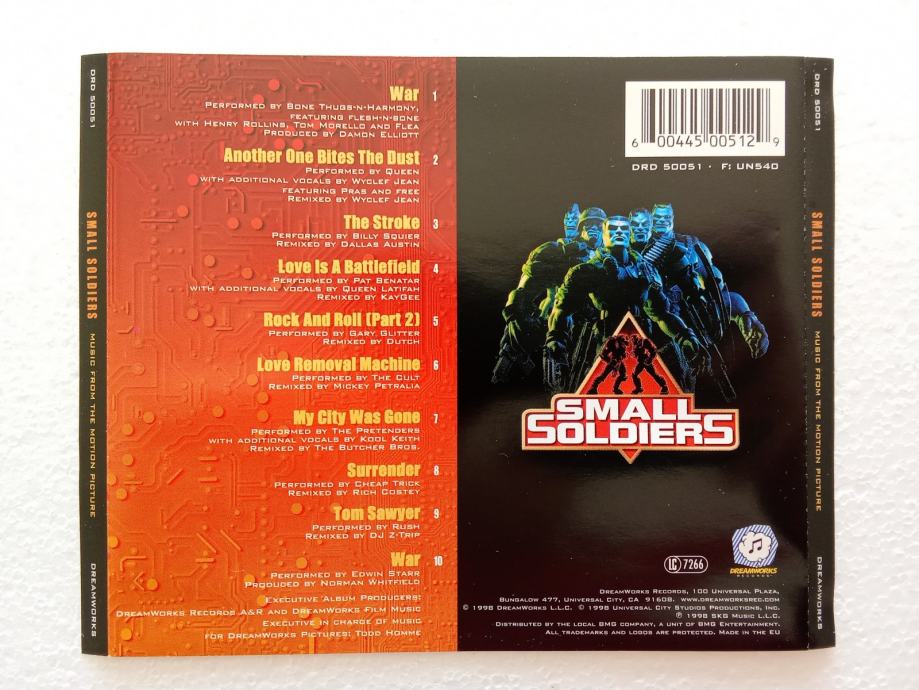 DRD 50051
SMALL SOLDIERS
MUSIC FROM THE MOTION PICTURE
DREAMWORKS
War 1
Performed by Bone Thugs-N-Harmony,
featuring Flesh-N-Bone
with Henry Rollins, Tom Morello and Flea
Produced by Damon Elliott
Another One Bites The Dust 2
Performed by Queen
with additional vocals by Wyclef Jean
featuring Pras and Free
Remixed by Wyclef Jean
The Stroke 3
Performed by Billy Squier
Remixed by Dallas Austin
Love Is A Battlefield 4
Performed by Pat Benatar
with additional vocals by Queen Latifah
Remixed by KayGee
Rock And Roll (Part 2) 5
Performed by Gary Glitter
Remixed by Dutch
Love Removal Machine 6
Performed by The Cult
Remixed by Mickey Petralia
My City Was Gone 7
Performed by The Pretenders
with additional vocals by Kool Keith
Remixed by The Butcher Bros.
Surrender 8
Performed by Cheap Trick
Remixed by Rich Costey
Tom Sawyer 9
Performed by Rush
Remixed by DJ Z-Trip
War 10
Performed by Edwin Starr
Produced by Norman Whitfield
Executive Album Producers:
DreamWorks Records A&R and DreamWorks Film Music
Executive in charge of music
for DreamWorks Pictures: Todd Homme
6 00445 00512 9
DRD 50051 · F: UN540
SMALL
SOLDIERS
LC 7266
DREAMWORKS
RECORDS
DreamWorks Records, 100 Universal Plaza,
Bungalow 477, Universal City, CA 91608. www.dreamworksrec.com
© 1998 DreamWorks L.L.C. © 1998 Universal City Studios Productions, Inc.
℗ 1998 SKG Music L.L.C.
Distributed by the local BMG company, a unit of BMG Entertainment.
All trademarks and logos are protected. Made in the EU
DRD 50051
SMALL SOLDIERS
MUSIC FROM THE MOTION PICTURE
DREAMWORKS